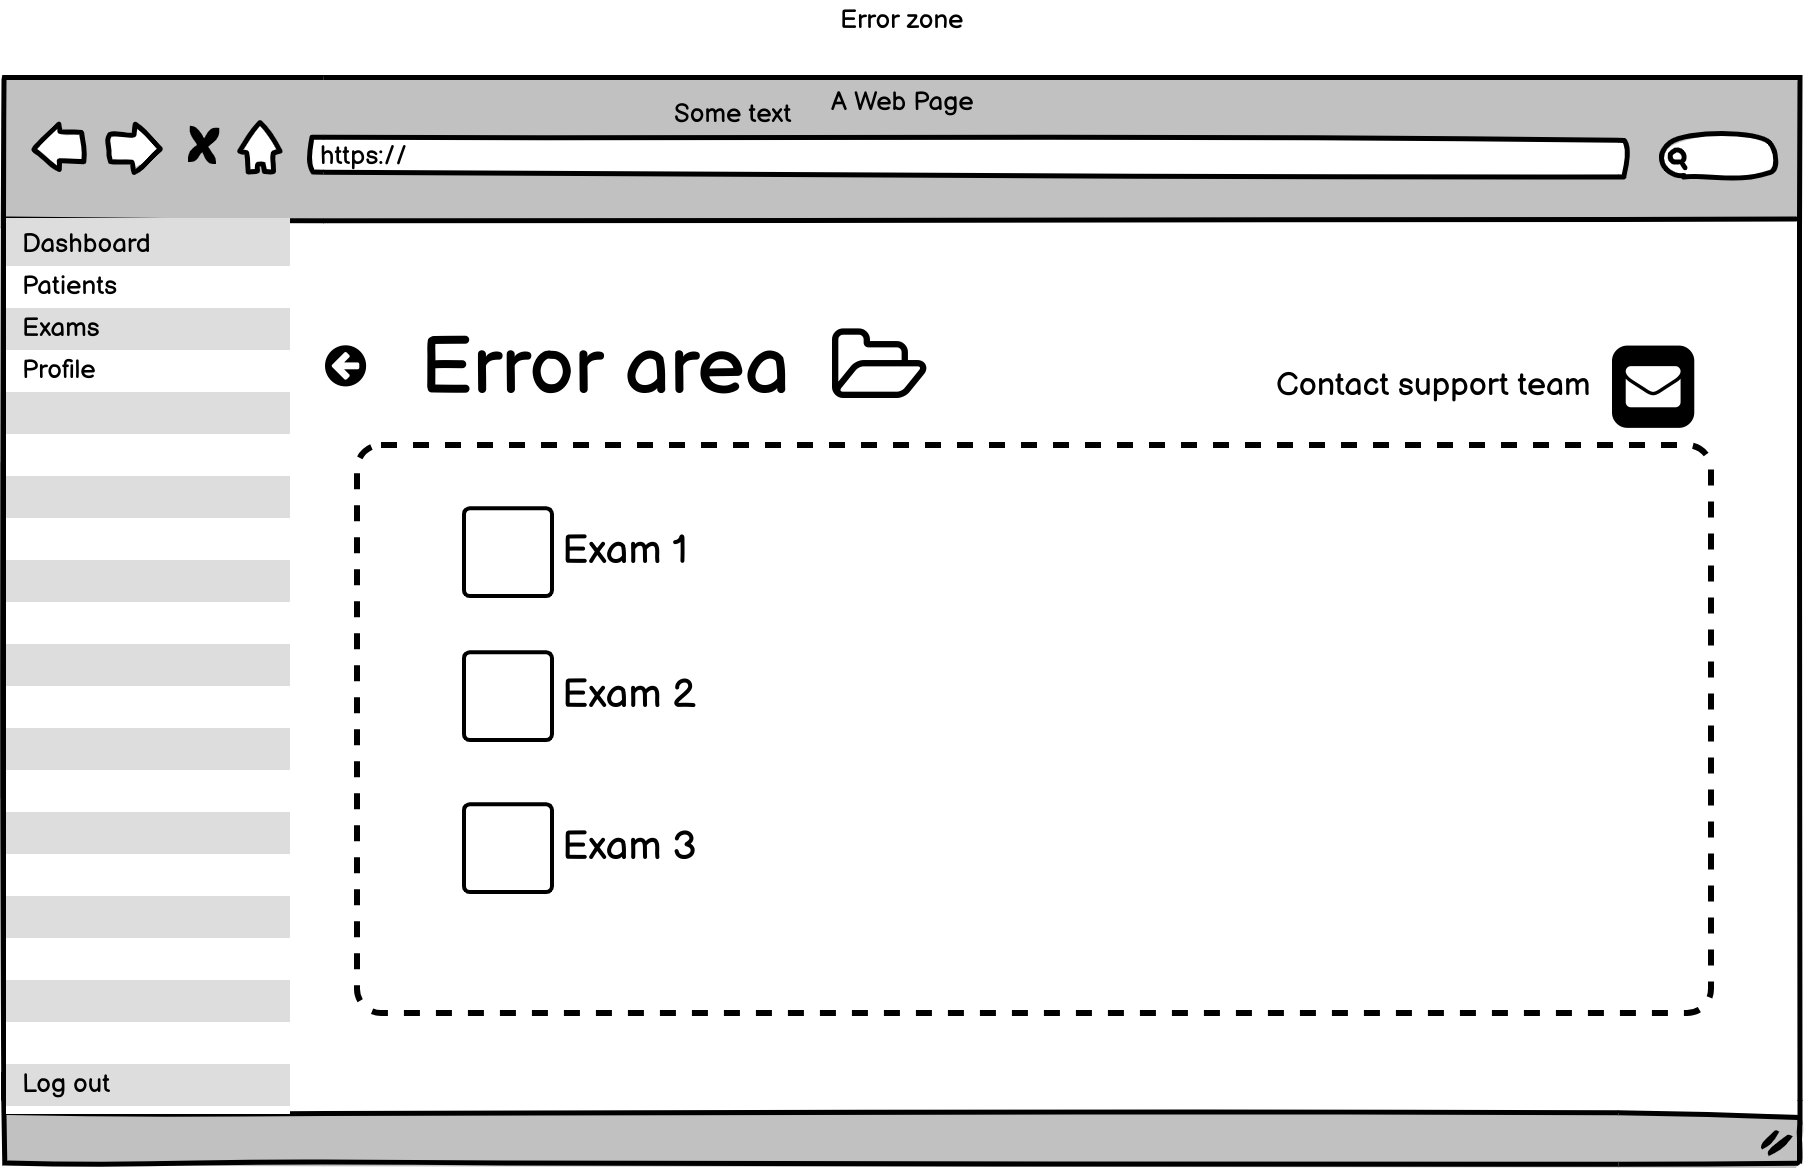 Error zone
A Web Page
Some text
https://
Dashboard
Patients
Exams
Profile
Log out
Error area
Contact support team
Exam 1
Exam 2
Exam 3